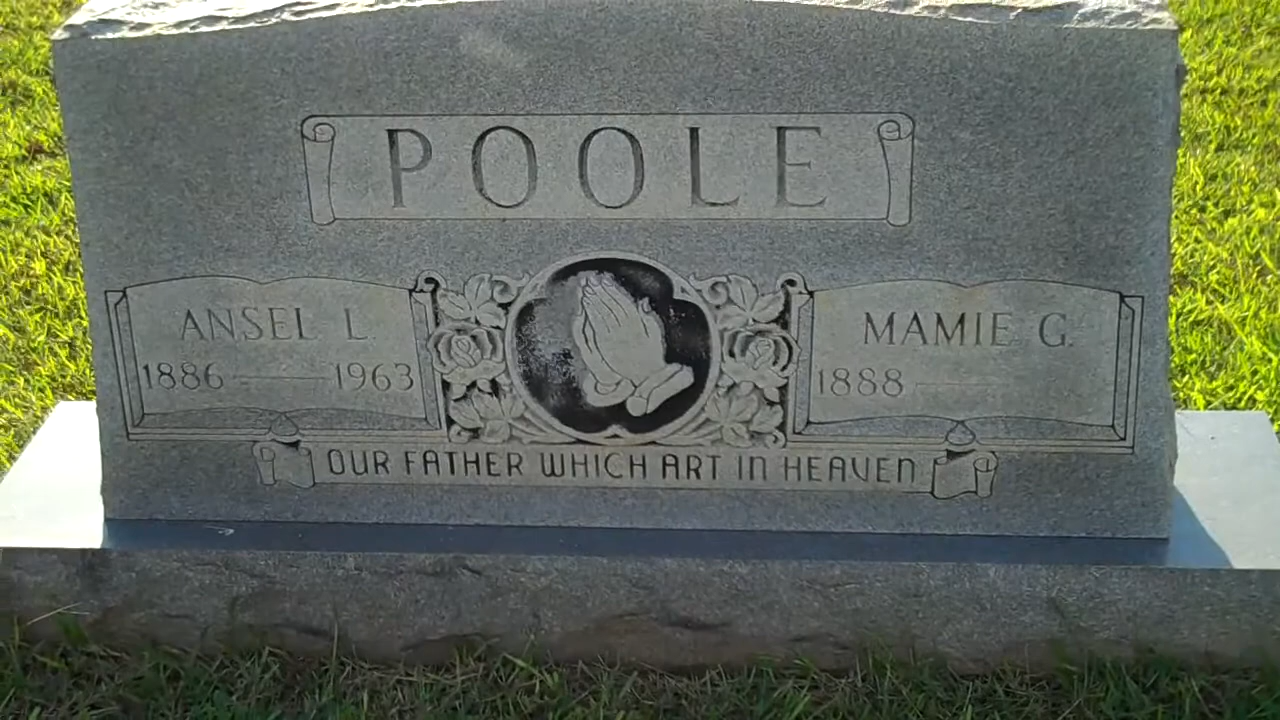 POOLE
ANSEL L.
1886 — 1963
MAMIE G.
1888 —
OUR FATHER WHICH ART IN HEAVEN